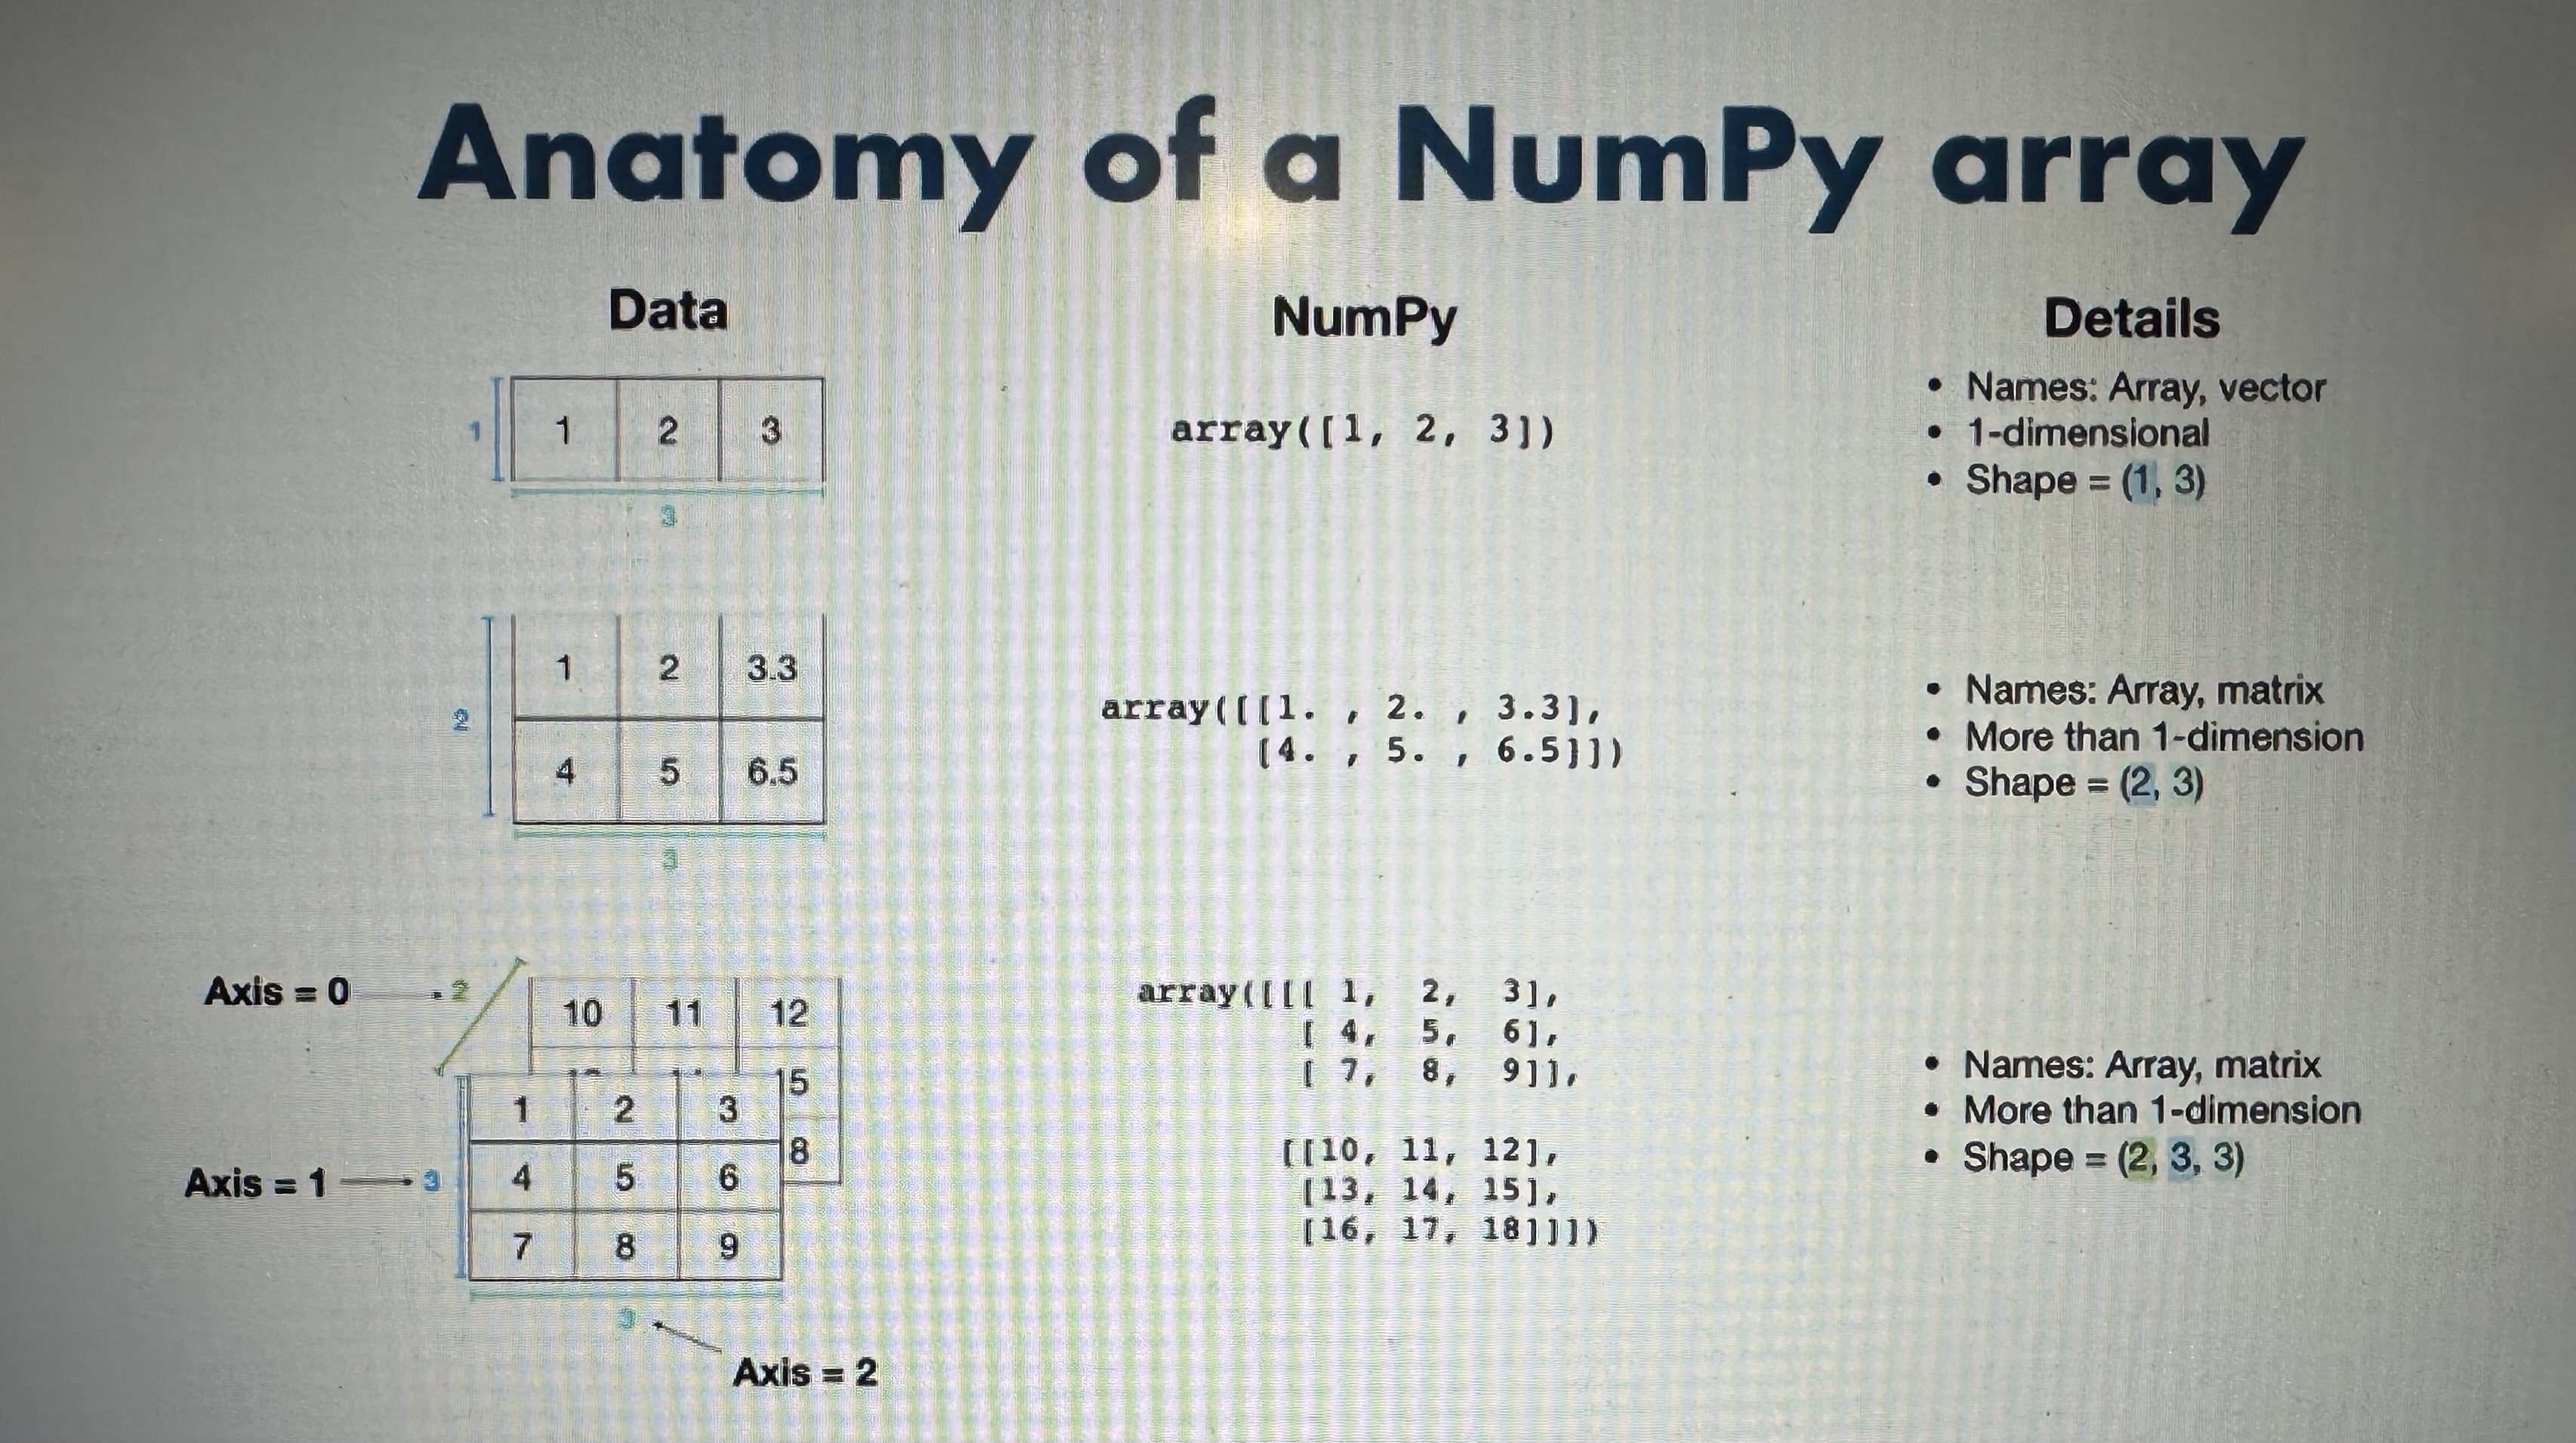 Anatomy of a NumPy array
Data
NumPy
Details
1
1 2 3
3
array([1, 2, 3])
• Names: Array, vector
• 1-dimensional
• Shape = (1, 3)
2
1 2 3.3
4 5 6.5
3
array([[[1. , 2. , 3.3],
[4. , 5. , 6.5]]])
• Names: Array, matrix
• More than 1-dimension
• Shape = (2, 3)
Axis = 0
2
10 11 12
15
8
Axis = 1
3
1 2 3
4 5 6
7 8 9
3
Axis = 2
array([[[[ 1, 2, 3],
[ 4, 5, 6],
[ 7, 8, 9]],
[[10, 11, 12],
[13, 14, 15],
[16, 17, 18]]]])
• Names: Array, matrix
• More than 1-dimension
• Shape = (2, 3, 3)